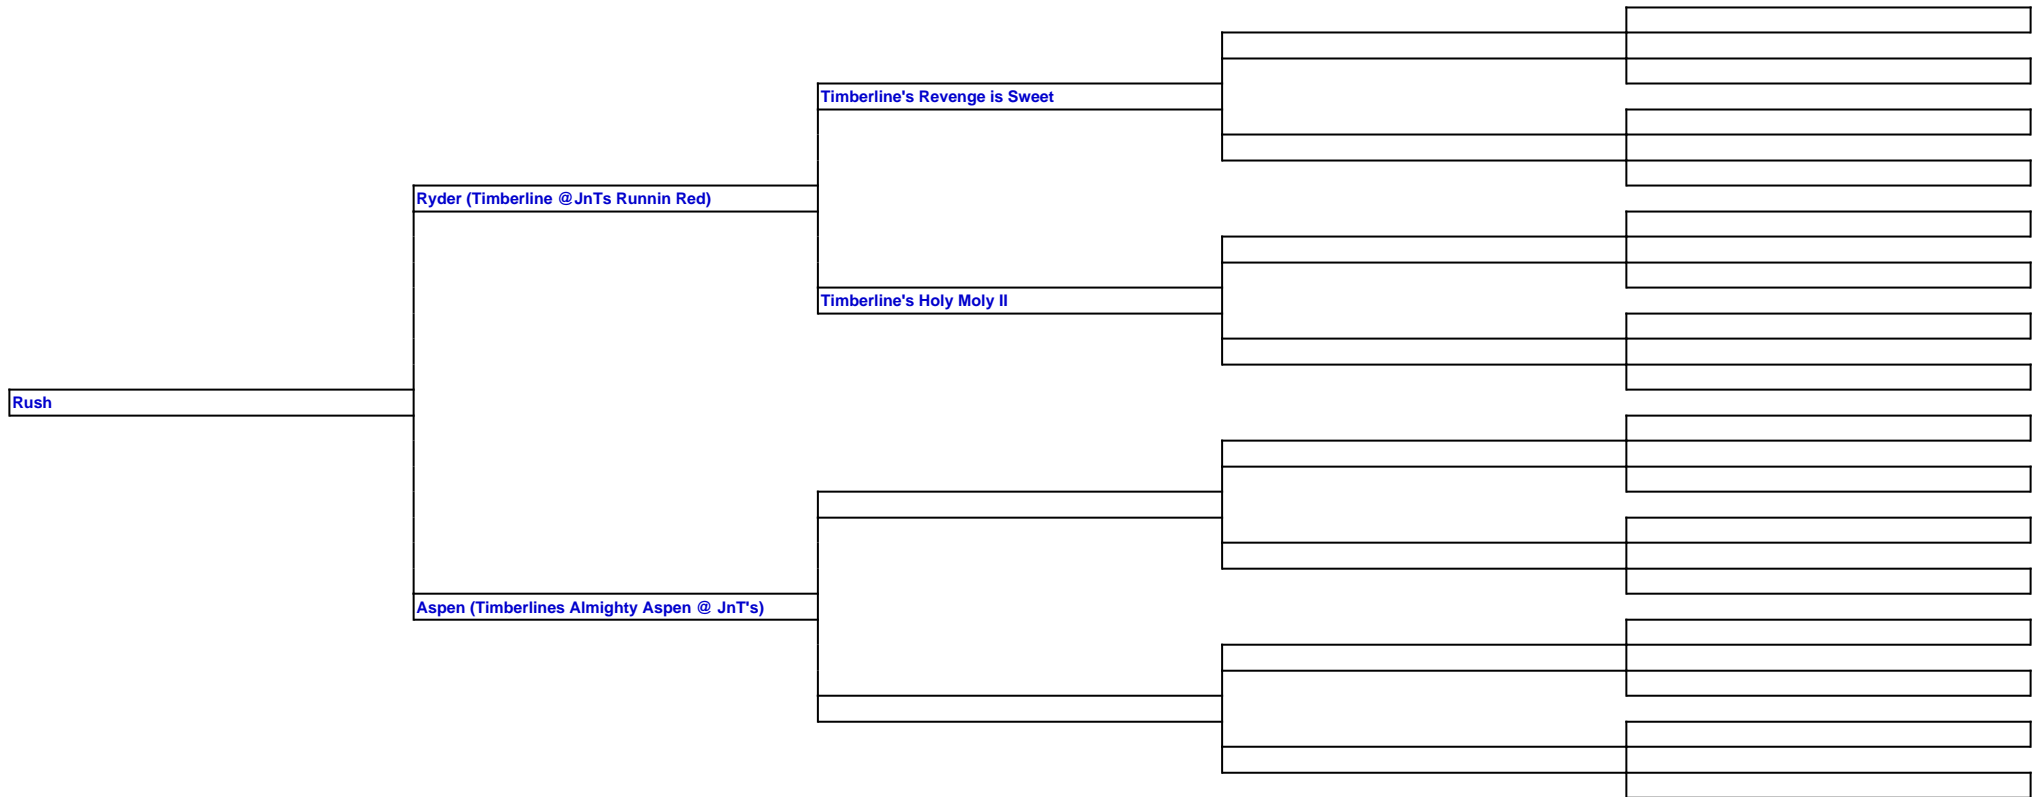 Timberline's Revenge is Sweet
Ryder (Timberline @JnTs Runnin Red)
Timberline's Holy Moly II
Rush
Aspen (Timberlines Almighty Aspen @ JnT's)